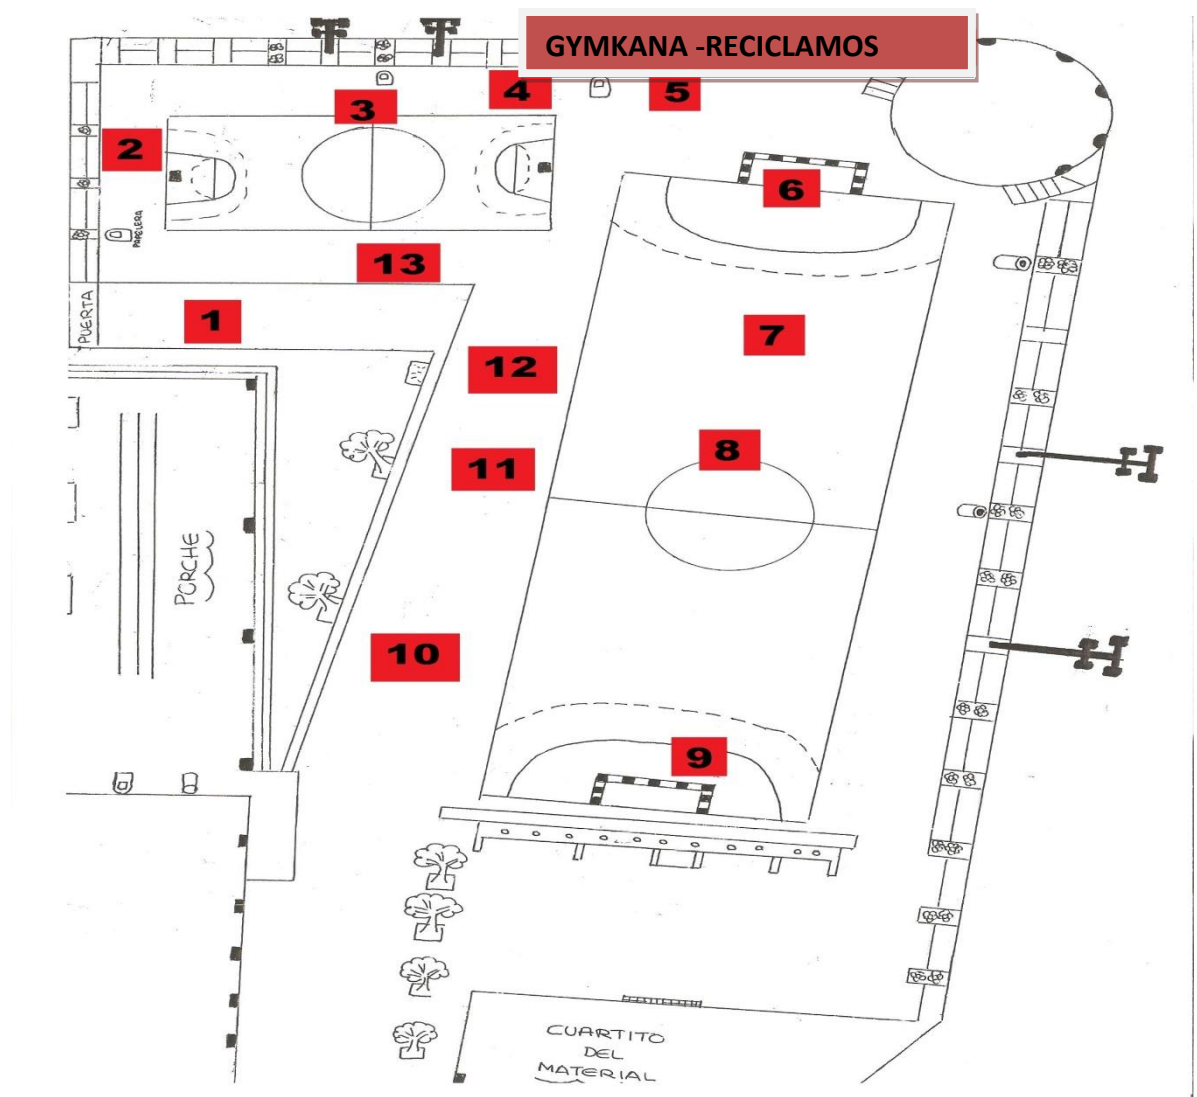 GYMKANA -RECICLAMOS
4
5
3
2
6
PAPELERA
13
PUERTA
1
7
12
8
11
PORCHE
10
9
CUARTITO
DEL
MATERIAL